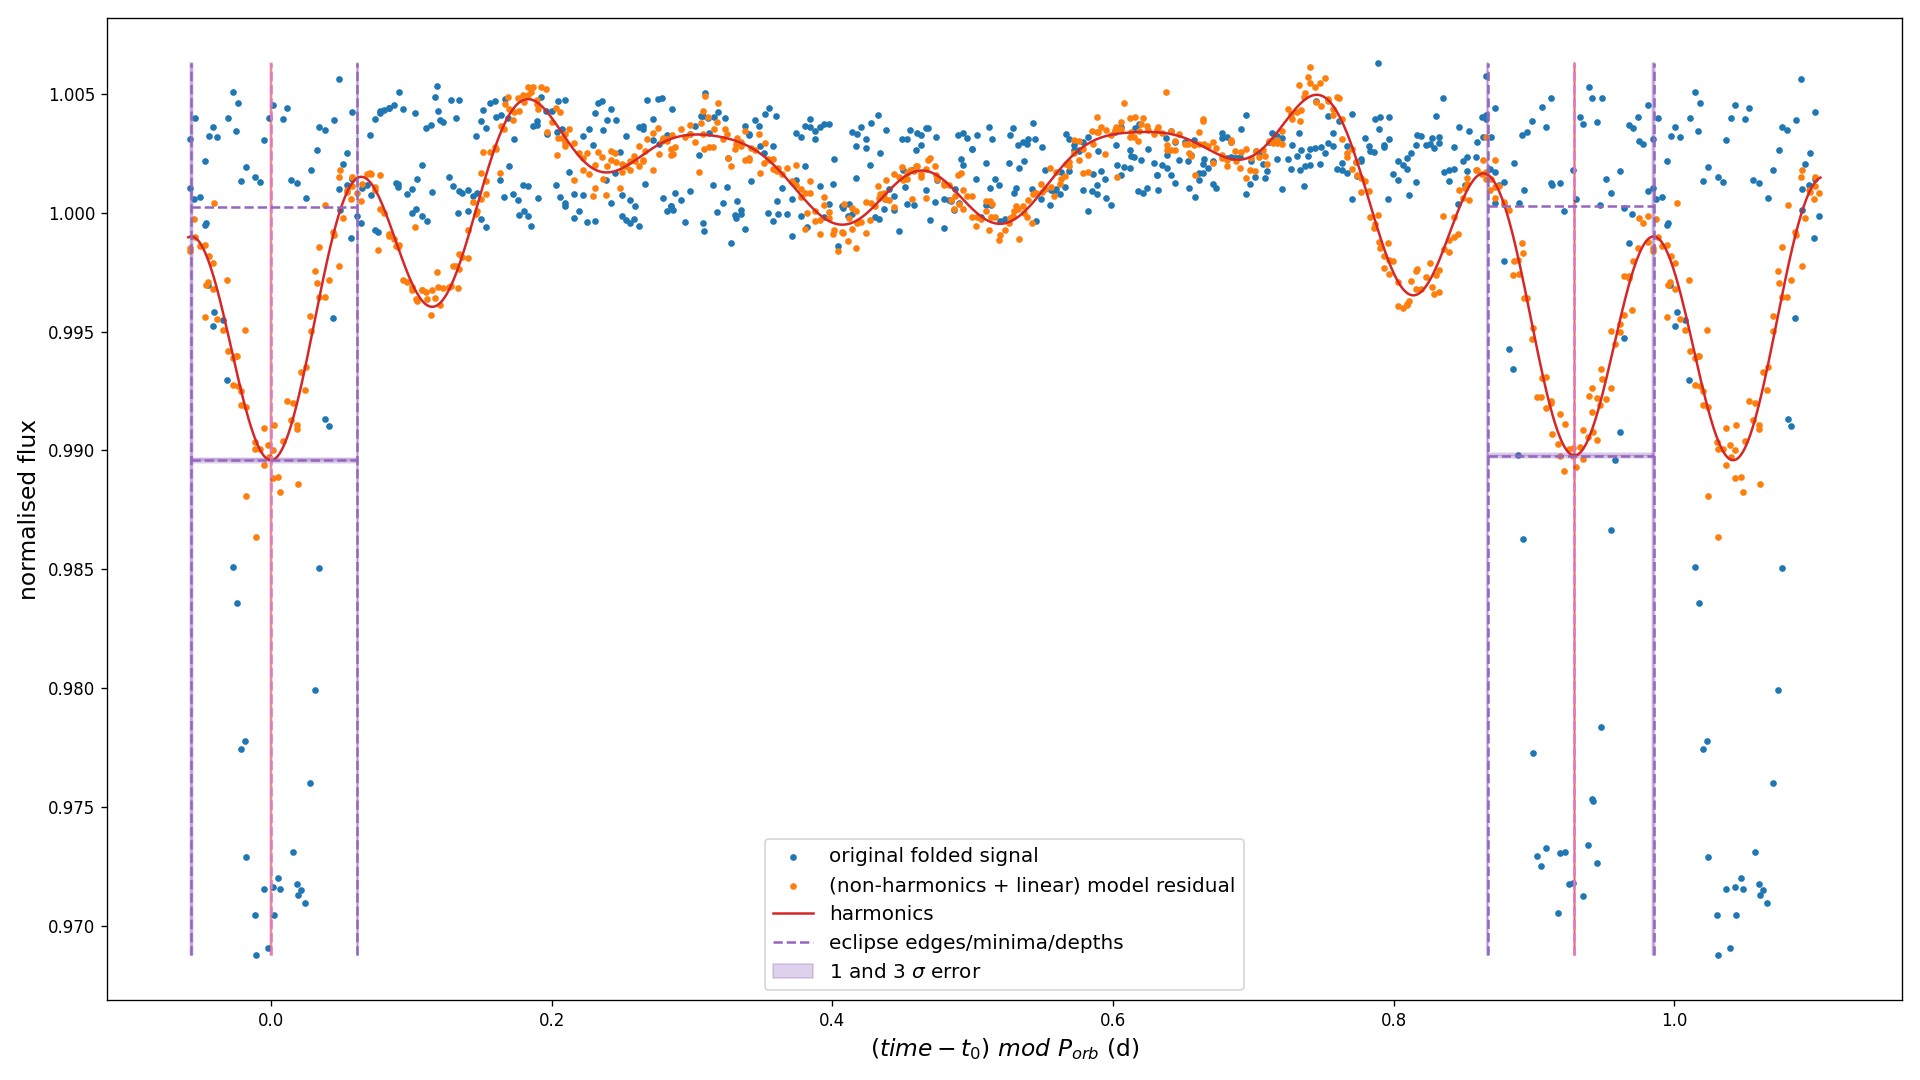 normalised flux
1.005
1.000
0.995
0.990
0.985
0.980
0.975
0.970
original folded signal
(non-harmonics + linear) model residual
harmonics
eclipse edges/minima/depths
1 and 3 σ error
0.0 0.2 0.4 0.6 0.8 1.0
(time − t₀) mod P_orb (d)